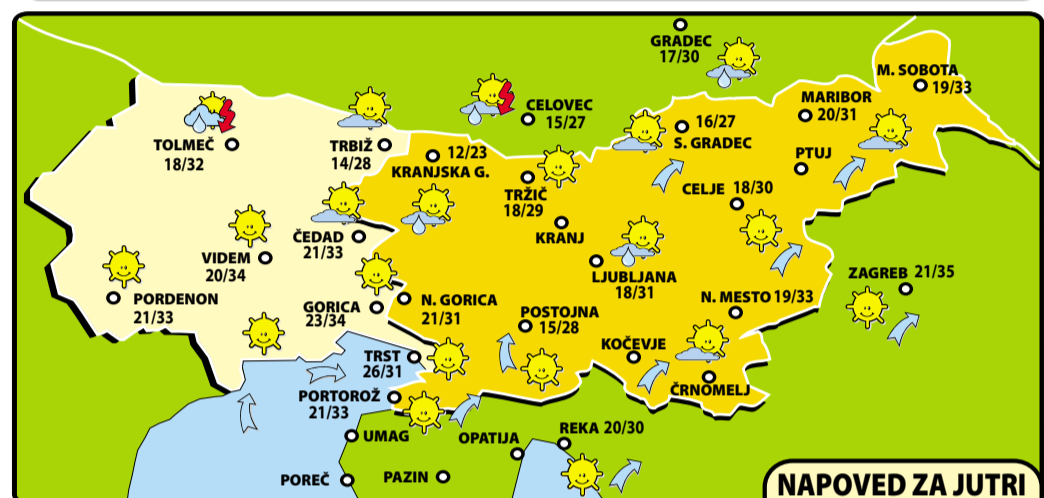 GRADEC
17/30
M. SOBOTA
19/33
MARIBOR
20/31
CELOVEC
15/27
16/27
S. GRADEC
TOLMEČ
18/32
TRBIŽ
14/28
12/23
KRANJSKA G.
PTUJ
TRŽIČ
18/29
CELJE 18/30
KRANJ
ČEDAD
21/33
VIDEM
20/34
LJUBLJANA
18/31
ZAGREB 21/35
PORDENON
21/33
GORICA
23/34
N. GORICA
21/31
N. MESTO 19/33
POSTOJNA
15/28
KOČEVJE
TRST
26/31
ČRNOMELJ
PORTOROŽ
21/33
UMAG
OPATIJA
REKA 20/30
POREČ
PAZIN
NAPOVED ZA JUTRI